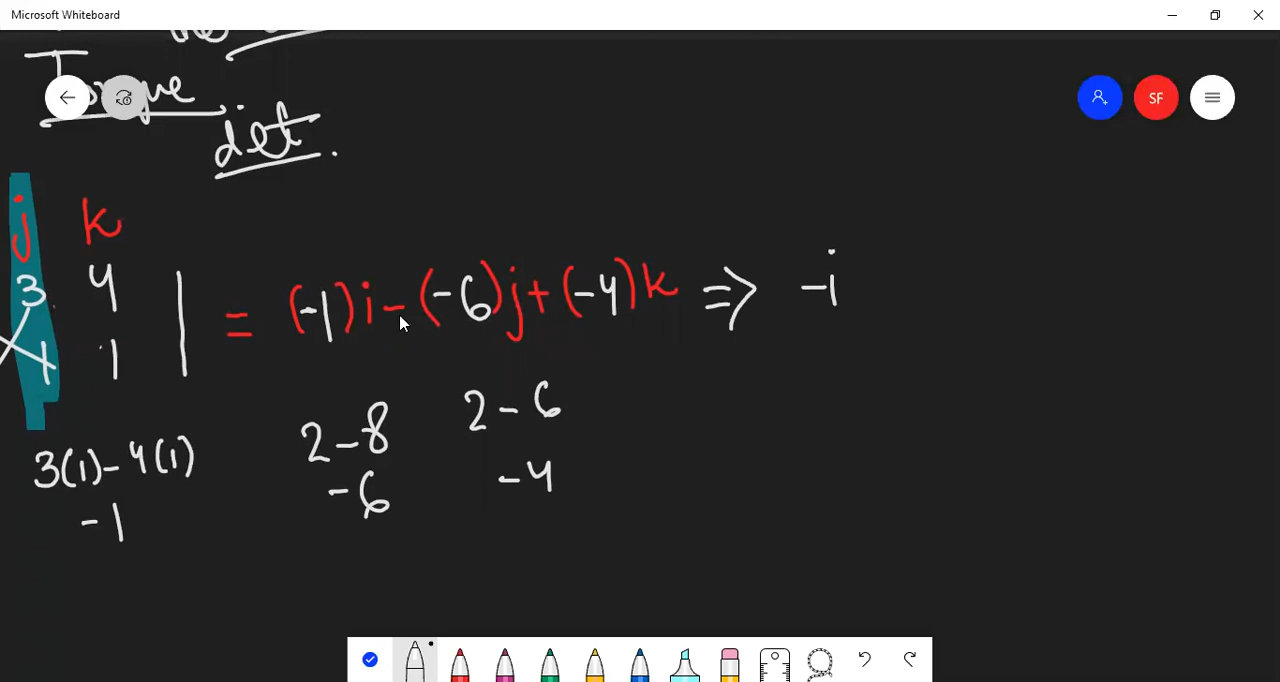 Microsoft Whiteboard
Torque
det.
SF
j k
3 4 | = (-1)i-(-6)j+(-4)k ⇒ -i
1 1
2-8 2-6
3(1)-4(1) -6 -4
-1